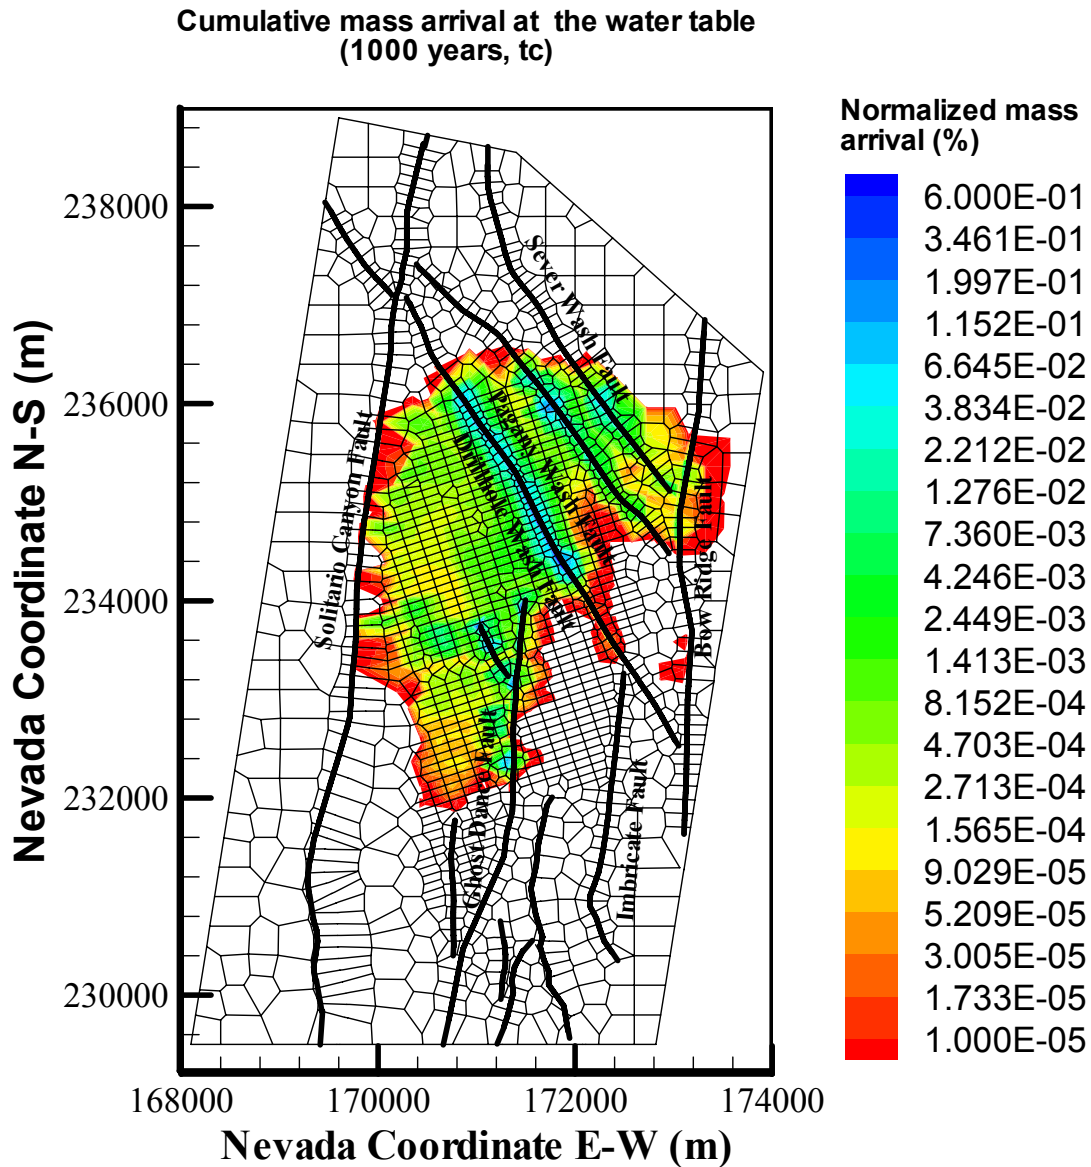 Cumulative mass arrival at the water table
(1000 years, tc)
Normalized mass
arrival (%)
6.000E-01
3.461E-01
1.997E-01
1.152E-01
6.645E-02
3.834E-02
2.212E-02
1.276E-02
7.360E-03
4.246E-03
2.449E-03
1.413E-03
8.152E-04
4.703E-04
2.713E-04
1.565E-04
9.029E-05
5.209E-05
3.005E-05
1.733E-05
1.000E-05
Nevada Coordinate N-S (m)
238000
236000
234000
232000
230000
Sever Wash Fault
Pagany Wash Fault
Drillhole Wash Fault
Solitario Canyon Fault
Bow Ridge Fault
Ghost Dance Fault
Imbricate Fault
168000
170000
172000
174000
Nevada Coordinate E-W (m)